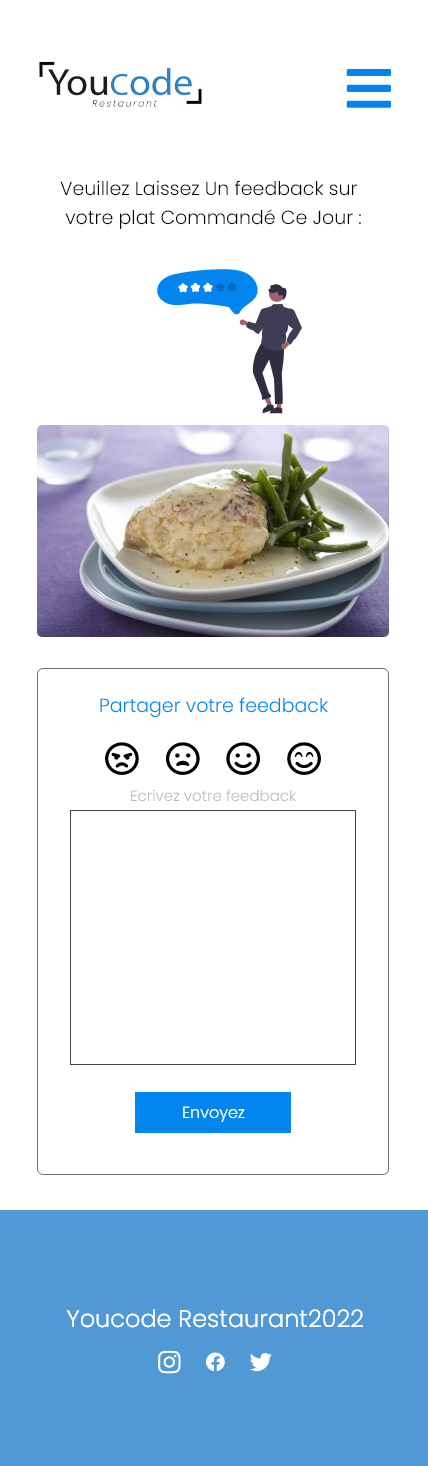 Youcode
Restaurant
Veuillez Laissez Un feedback sur
votre plat Commandé Ce Jour :
Partager votre feedback
Ecrivez votre feedback
Envoyez
Youcode Restaurant2022